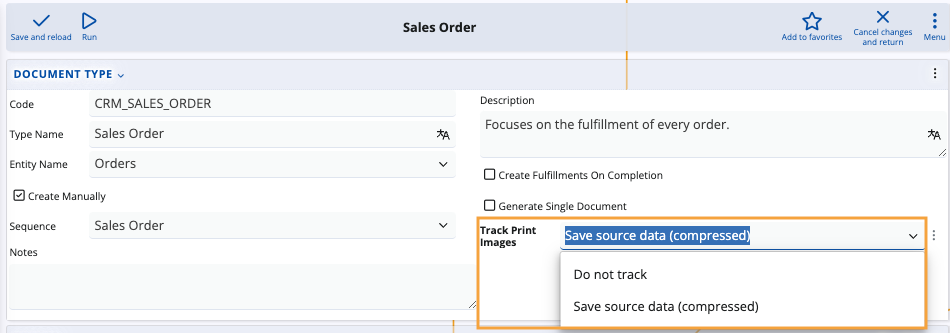 Sales Order
Save and reload
Run
Add to favorites
Cancel changes
and return
Menu
DOCUMENT TYPE
Code
CRM_SALES_ORDER
Type Name
Sales Order
Entity Name
Orders
Create Manually
Sequence
Sales Order
Notes
Description
Focuses on the fulfillment of every order.
Create Fulfillments On Completion
Generate Single Document
Track Print
Images
Save source data (compressed)
Do not track
Save source data (compressed)